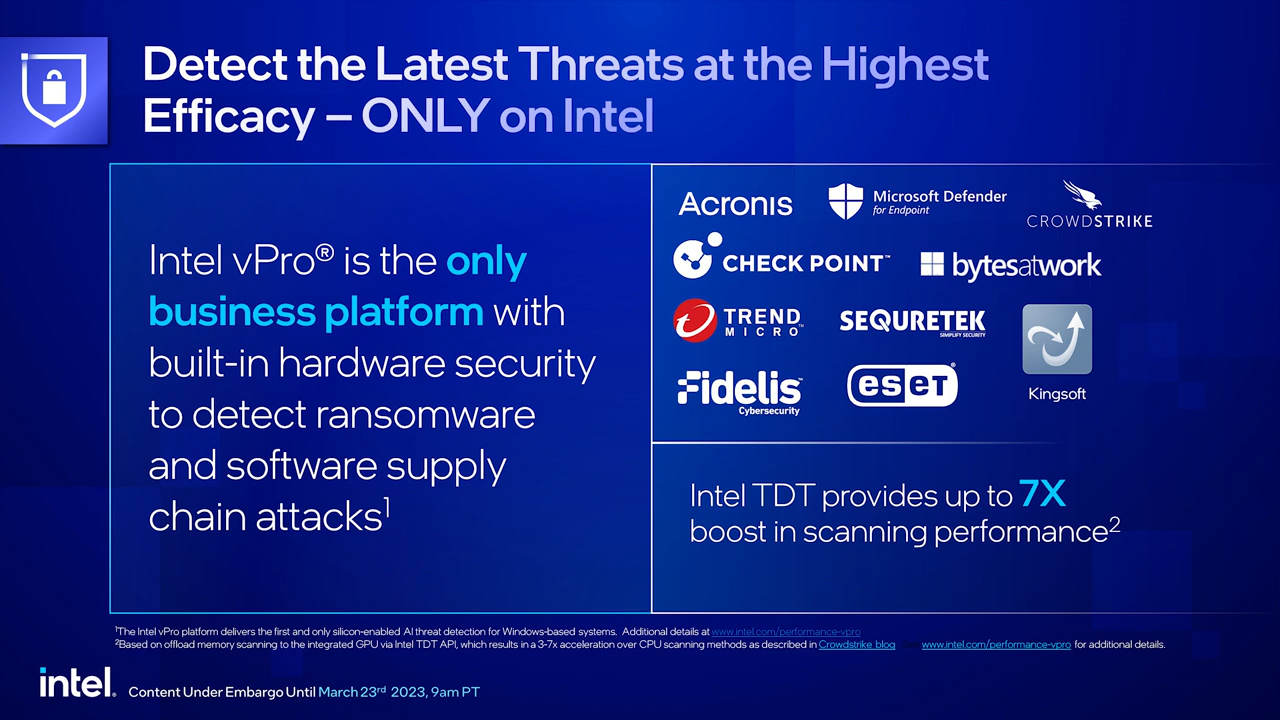 Detect the Latest Threats at the Highest
Efficacy – ONLY on Intel
Intel vPro® is the only
business platform with
built-in hardware security
to detect ransomware
and software supply
chain attacks¹
Acronis
Microsoft Defender
for Endpoint
CROWDSTRIKE
CHECK POINT™
bytesatwork
TREND
MICRO™
SEQURETEK
SIMPLIFY SECURITY
Kingsoft
Fidelis™
Cybersecurity
eset®
Intel TDT provides up to 7X
boost in scanning performance²
¹The Intel vPro platform delivers the first and only silicon-enabled AI threat detection for Windows-based systems. Additional details at www.intel.com/performance-vpro
²Based on offload memory scanning to the integrated GPU via Intel TDT API, which results in a 3-7x acceleration over CPU scanning methods as described in Crowdstrike blog www.intel.com/performance-vpro for additional details.
intel® Content Under Embargo Until March 23rd 2023, 9am PT